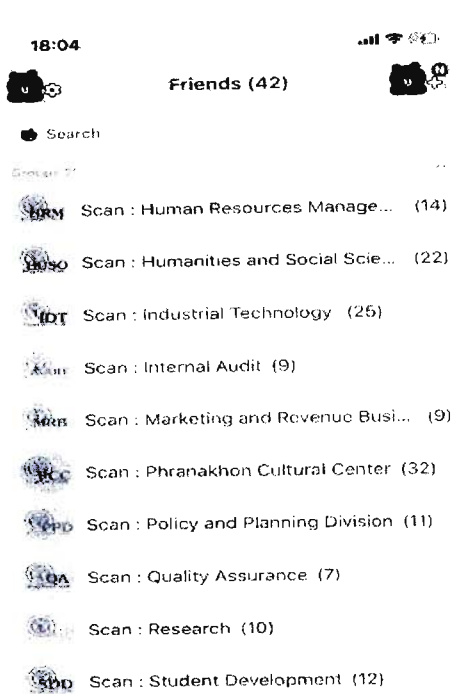 18:04
Friends (42)
Search
HRM Scan : Human Resources Manage... (14)
HUSO Scan : Humanities and Social Scie... (22)
IDT Scan : Industrial Technology (25)
Scan : Internal Audit (9)
MRB Scan : Marketing and Revenue Busi... (9)
PCC Scan : Phranakhon Cultural Center (32)
PPD Scan : Policy and Planning Division (11)
QA Scan : Quality Assurance (7)
Scan : Research (10)
SDD Scan : Student Development (12)